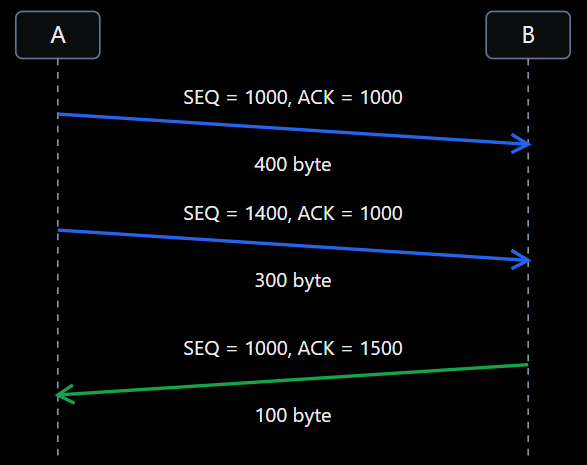 A
B
SEQ = 1000, ACK = 1000
400 byte
SEQ = 1400, ACK = 1000
300 byte
SEQ = 1000, ACK = 1500
100 byte